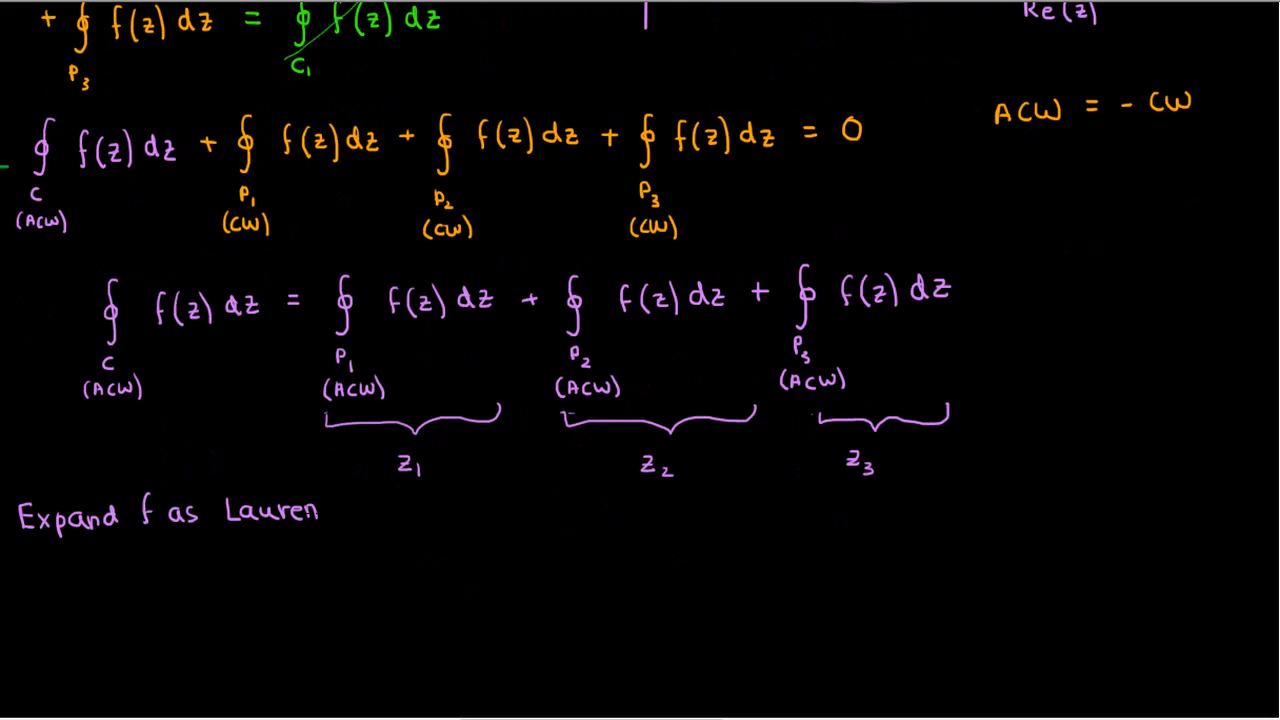 + ∮ f(z) dz = ∮ f(z) dz
P₃ C₁
Re(z)
ACW = - CW
∮ f(z) dz + ∮ f(z) dz + ∮ f(z) dz + ∮ f(z) dz = 0
C P₁ P₂ P₃
(ACW) (CW) (CW) (CW)
∮ f(z) dz = ∮ f(z) dz + ∮ f(z) dz + ∮ f(z) dz
C P₁ P₂ P₃
(ACW) (ACW) (ACW) (ACW)
z₁ z₂ z₃
Expand f as Lauren